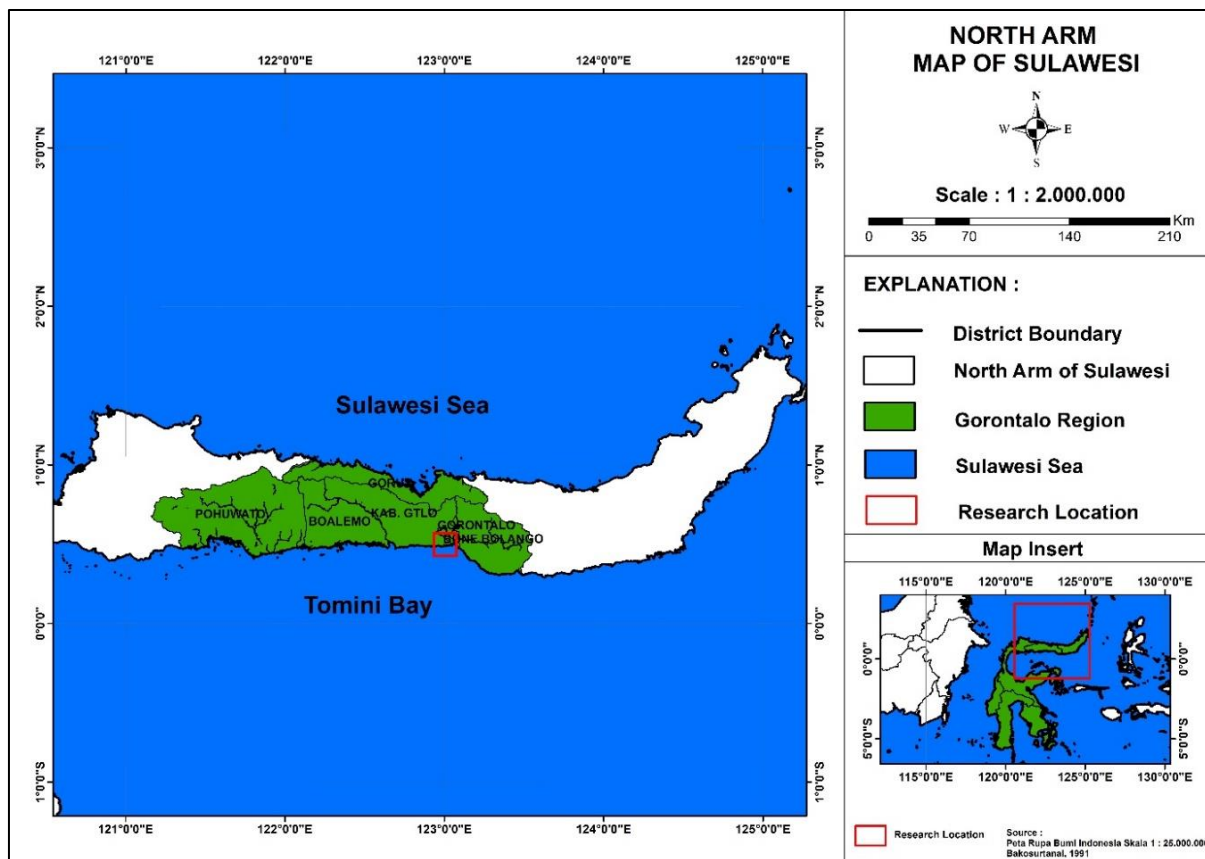 121°0'0"E 122°0'0"E 123°0'0"E 124°0'0"E 125°0'0"E
3°0'0"N 3°0'0"N
2°0'0"N 2°0'0"N
Sulawesi Sea
1°0'0"N 1°0'0"N
GORUT
POHUWATO BOALEMO KAB. GTLO GORONTALO
BONE BOLANGO
Tomini Bay
0°0'0" 0°0'0"
1°0'0"S 1°0'0"S
121°0'0"E 122°0'0"E 123°0'0"E 124°0'0"E 125°0'0"E
NORTH ARM
MAP OF SULAWESI
N
W E
S
Scale : 1 : 2.000.000
Km
0 35 70 140 210
EXPLANATION :
District Boundary
North Arm of Sulawesi
Gorontalo Region
Sulawesi Sea
Research Location
Map Insert
115°0'0"E 120°0'0"E 125°0'0"E 130°0'0"E
0°0'0" 0°0'0"
5°0'0"S 5°0'0"S
115°0'0"E 120°0'0"E 125°0'0"E 130°0'0"E
Research Location
Source :
Peta Rupa Bumi Indonesia Skala 1 : 25.000.000
Bakosurtanal, 1991